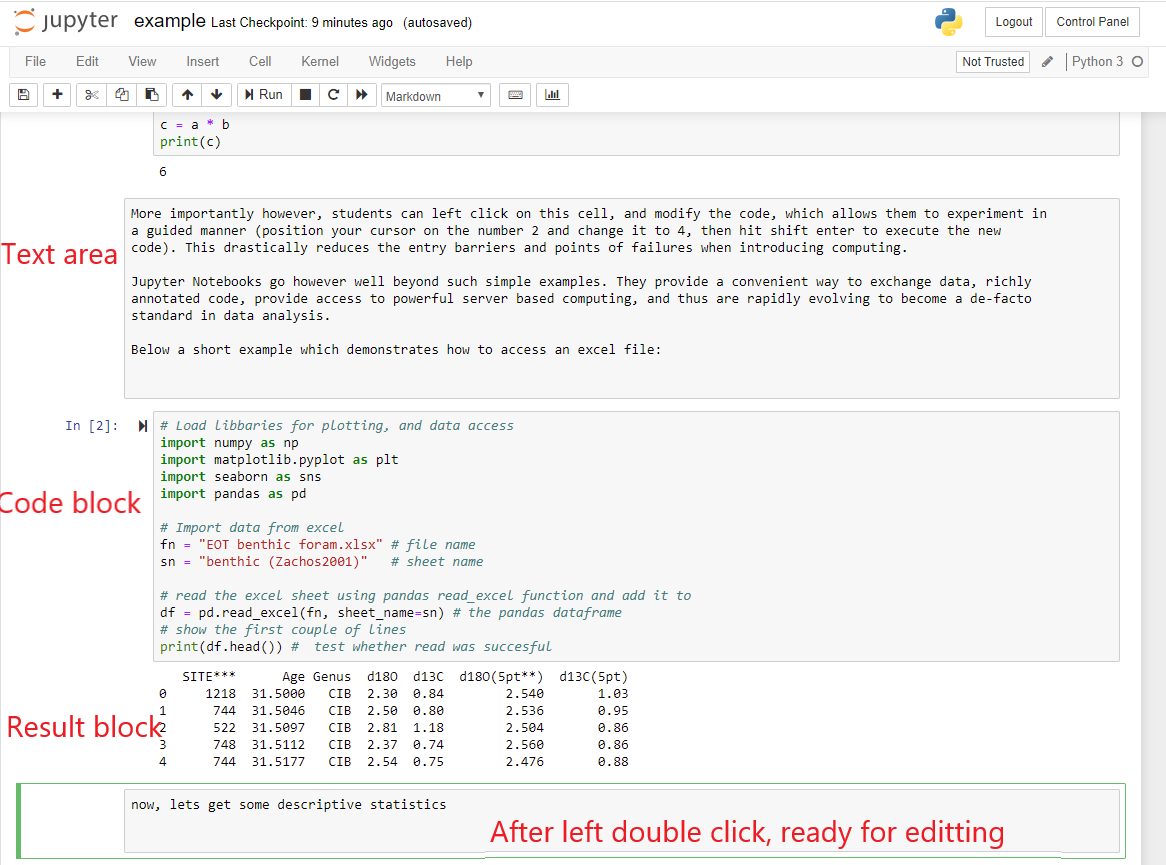 jupyter example Last Checkpoint: 9 minutes ago (autosaved) Logout Control Panel
File Edit View Insert Cell Kernel Widgets Help Not Trusted Python 3
Run Markdown
c = a * b
print(c)
6
More importantly however, students can left click on this cell, and modify the code, which allows them to experiment in
a guided manner (position your cursor on the number 2 and change it to 4, then hit shift enter to execute the new
code). This drastically reduces the entry barriers and points of failures when introducing computing.
Text area
Jupyter Notebooks go however well beyond such simple examples. They provide a convenient way to exchange data, richly
annotated code, provide access to powerful server based computing, and thus are rapidly evolving to become a de-facto
standard in data analysis.
Below a short example which demonstrates how to access an excel file:
In [2]:
# Load libbaries for plotting, and data access
import numpy as np
import matplotlib.pyplot as plt
import seaborn as sns
import pandas as pd
Code block
# Import data from excel
fn = "EOT benthic foram.xlsx" # file name
sn = "benthic (Zachos2001)"   # sheet name
# read the excel sheet using pandas read_excel function and add it to
df = pd.read_excel(fn, sheet_name=sn) # the pandas dataframe
# show the first couple of lines
print(df.head()) #  test whether read was succesful
SITE*** Age Genus d18O d13C d18O(5pt**) d13C(5pt)
0 1218 31.5000 CIB 2.30 0.84 2.540 1.03
1 744 31.5046 CIB 2.50 0.80 2.536 0.95
Result block
2 522 31.5097 CIB 2.81 1.18 2.504 0.86
3 748 31.5112 CIB 2.37 0.74 2.560 0.86
4 744 31.5177 CIB 2.54 0.75 2.476 0.88
now, lets get some descriptive statistics
After left double click, ready for editting